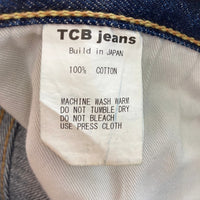 TCB jeans
Build in JAPAN
100% COTTON
MACHINE WASH WARM
DO NOT TUMBLE DRY
DO NOT BLEACH
USE PRESS CLOTH